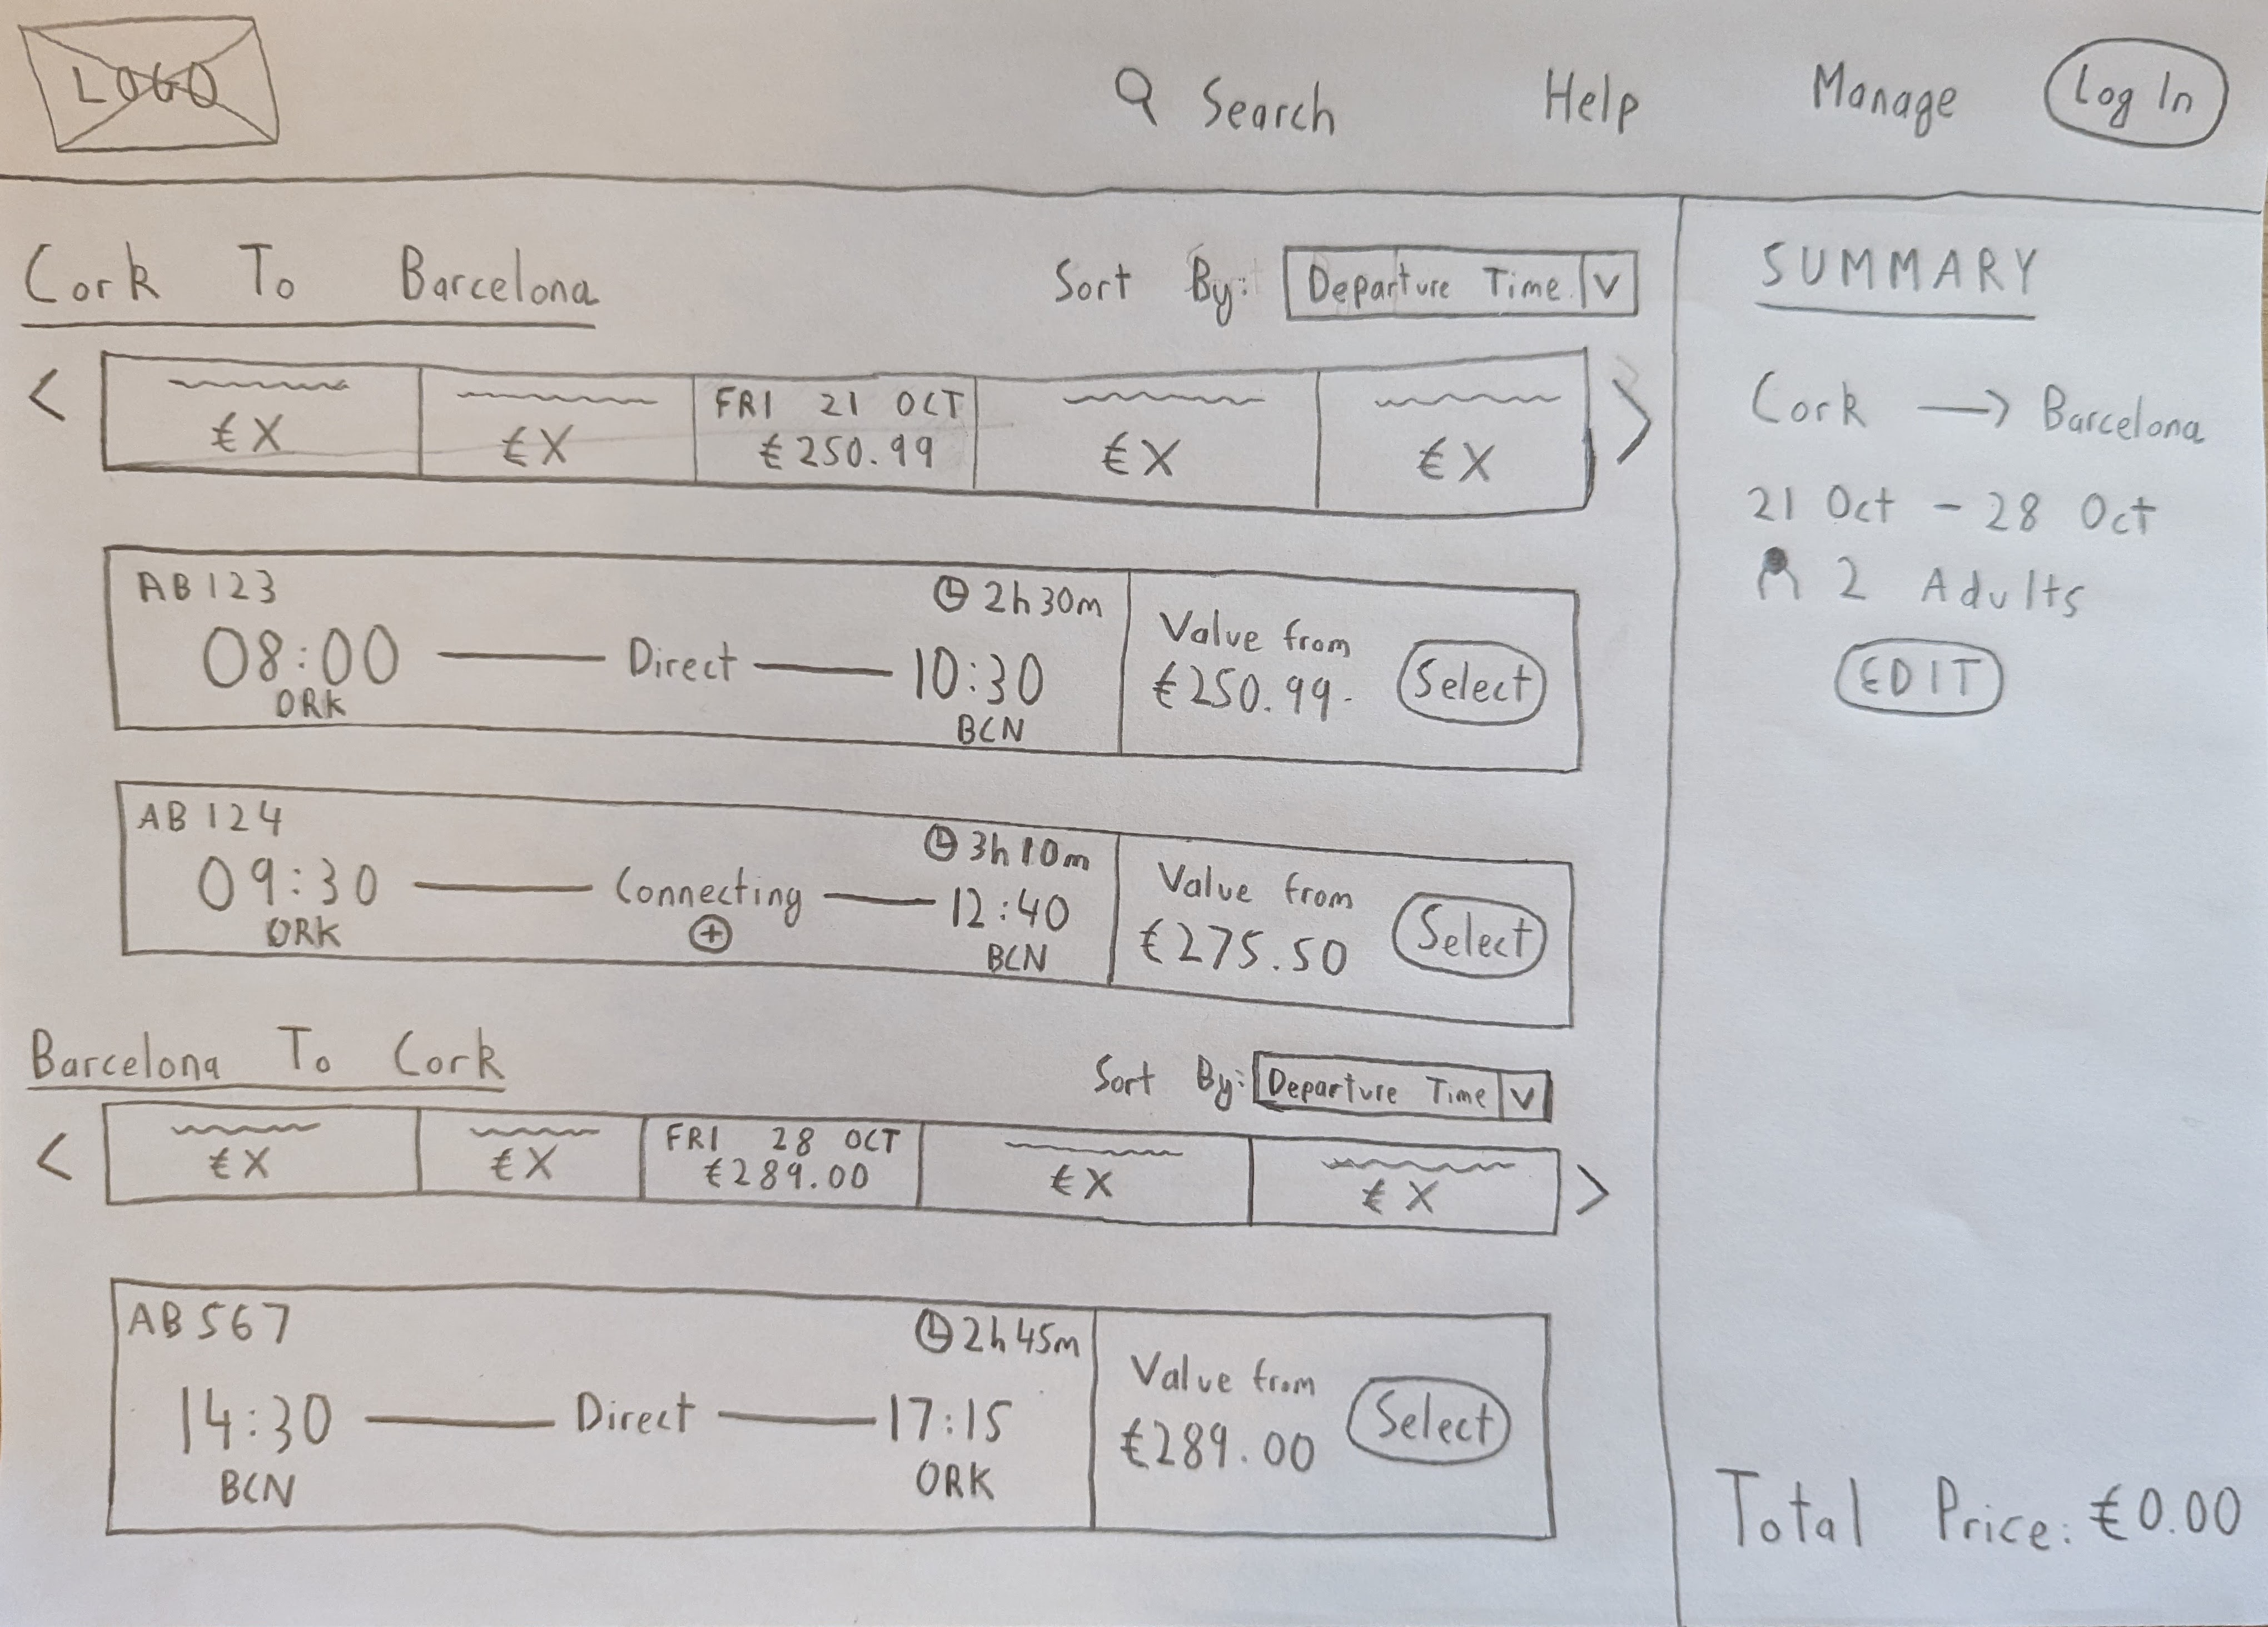 LOGO
Search Help Manage Log In
Cork To Barcelona
Sort By: Departure Time V
< €X €X FRI 21 OCT €250.99 €X €X >
AB123
2h30m
08:00 Direct 10:30
ORK BCN
Value from
€250.99.
Select
AB124
3h10m
09:30 Connecting 12:40
ORK + BCN
Value from
€275.50
Select
Barcelona To Cork
Sort By: Departure Time V
< €X €X FRI 28 OCT €289.00 €X €X >
AB567
2h45m
14:30 Direct 17:15
BCN ORK
Value from
€289.00
Select
SUMMARY
Cork → Barcelona
21 Oct - 28 Oct
2 Adults
EDIT
Total Price: €0.00